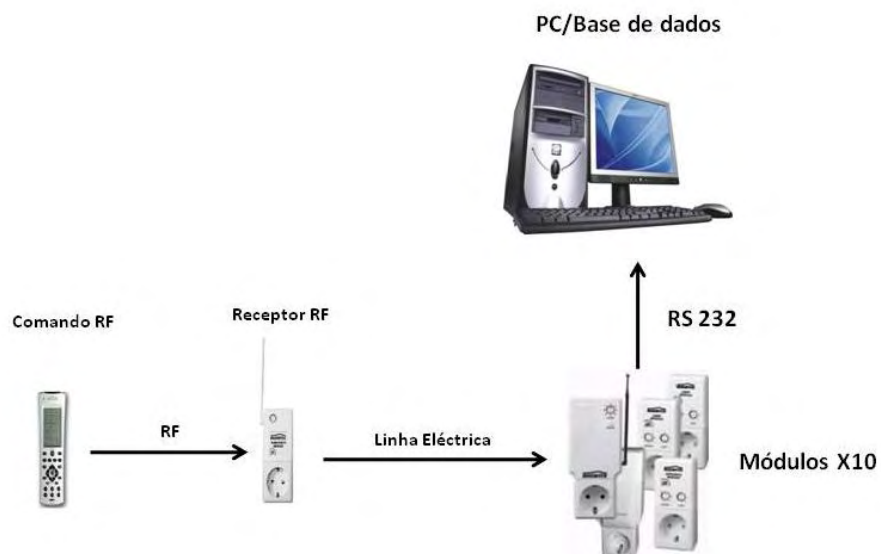 PC/Base de dados
RS 232
Comando RF
Receptor RF
RF
Linha Eléctrica
Módulos X10